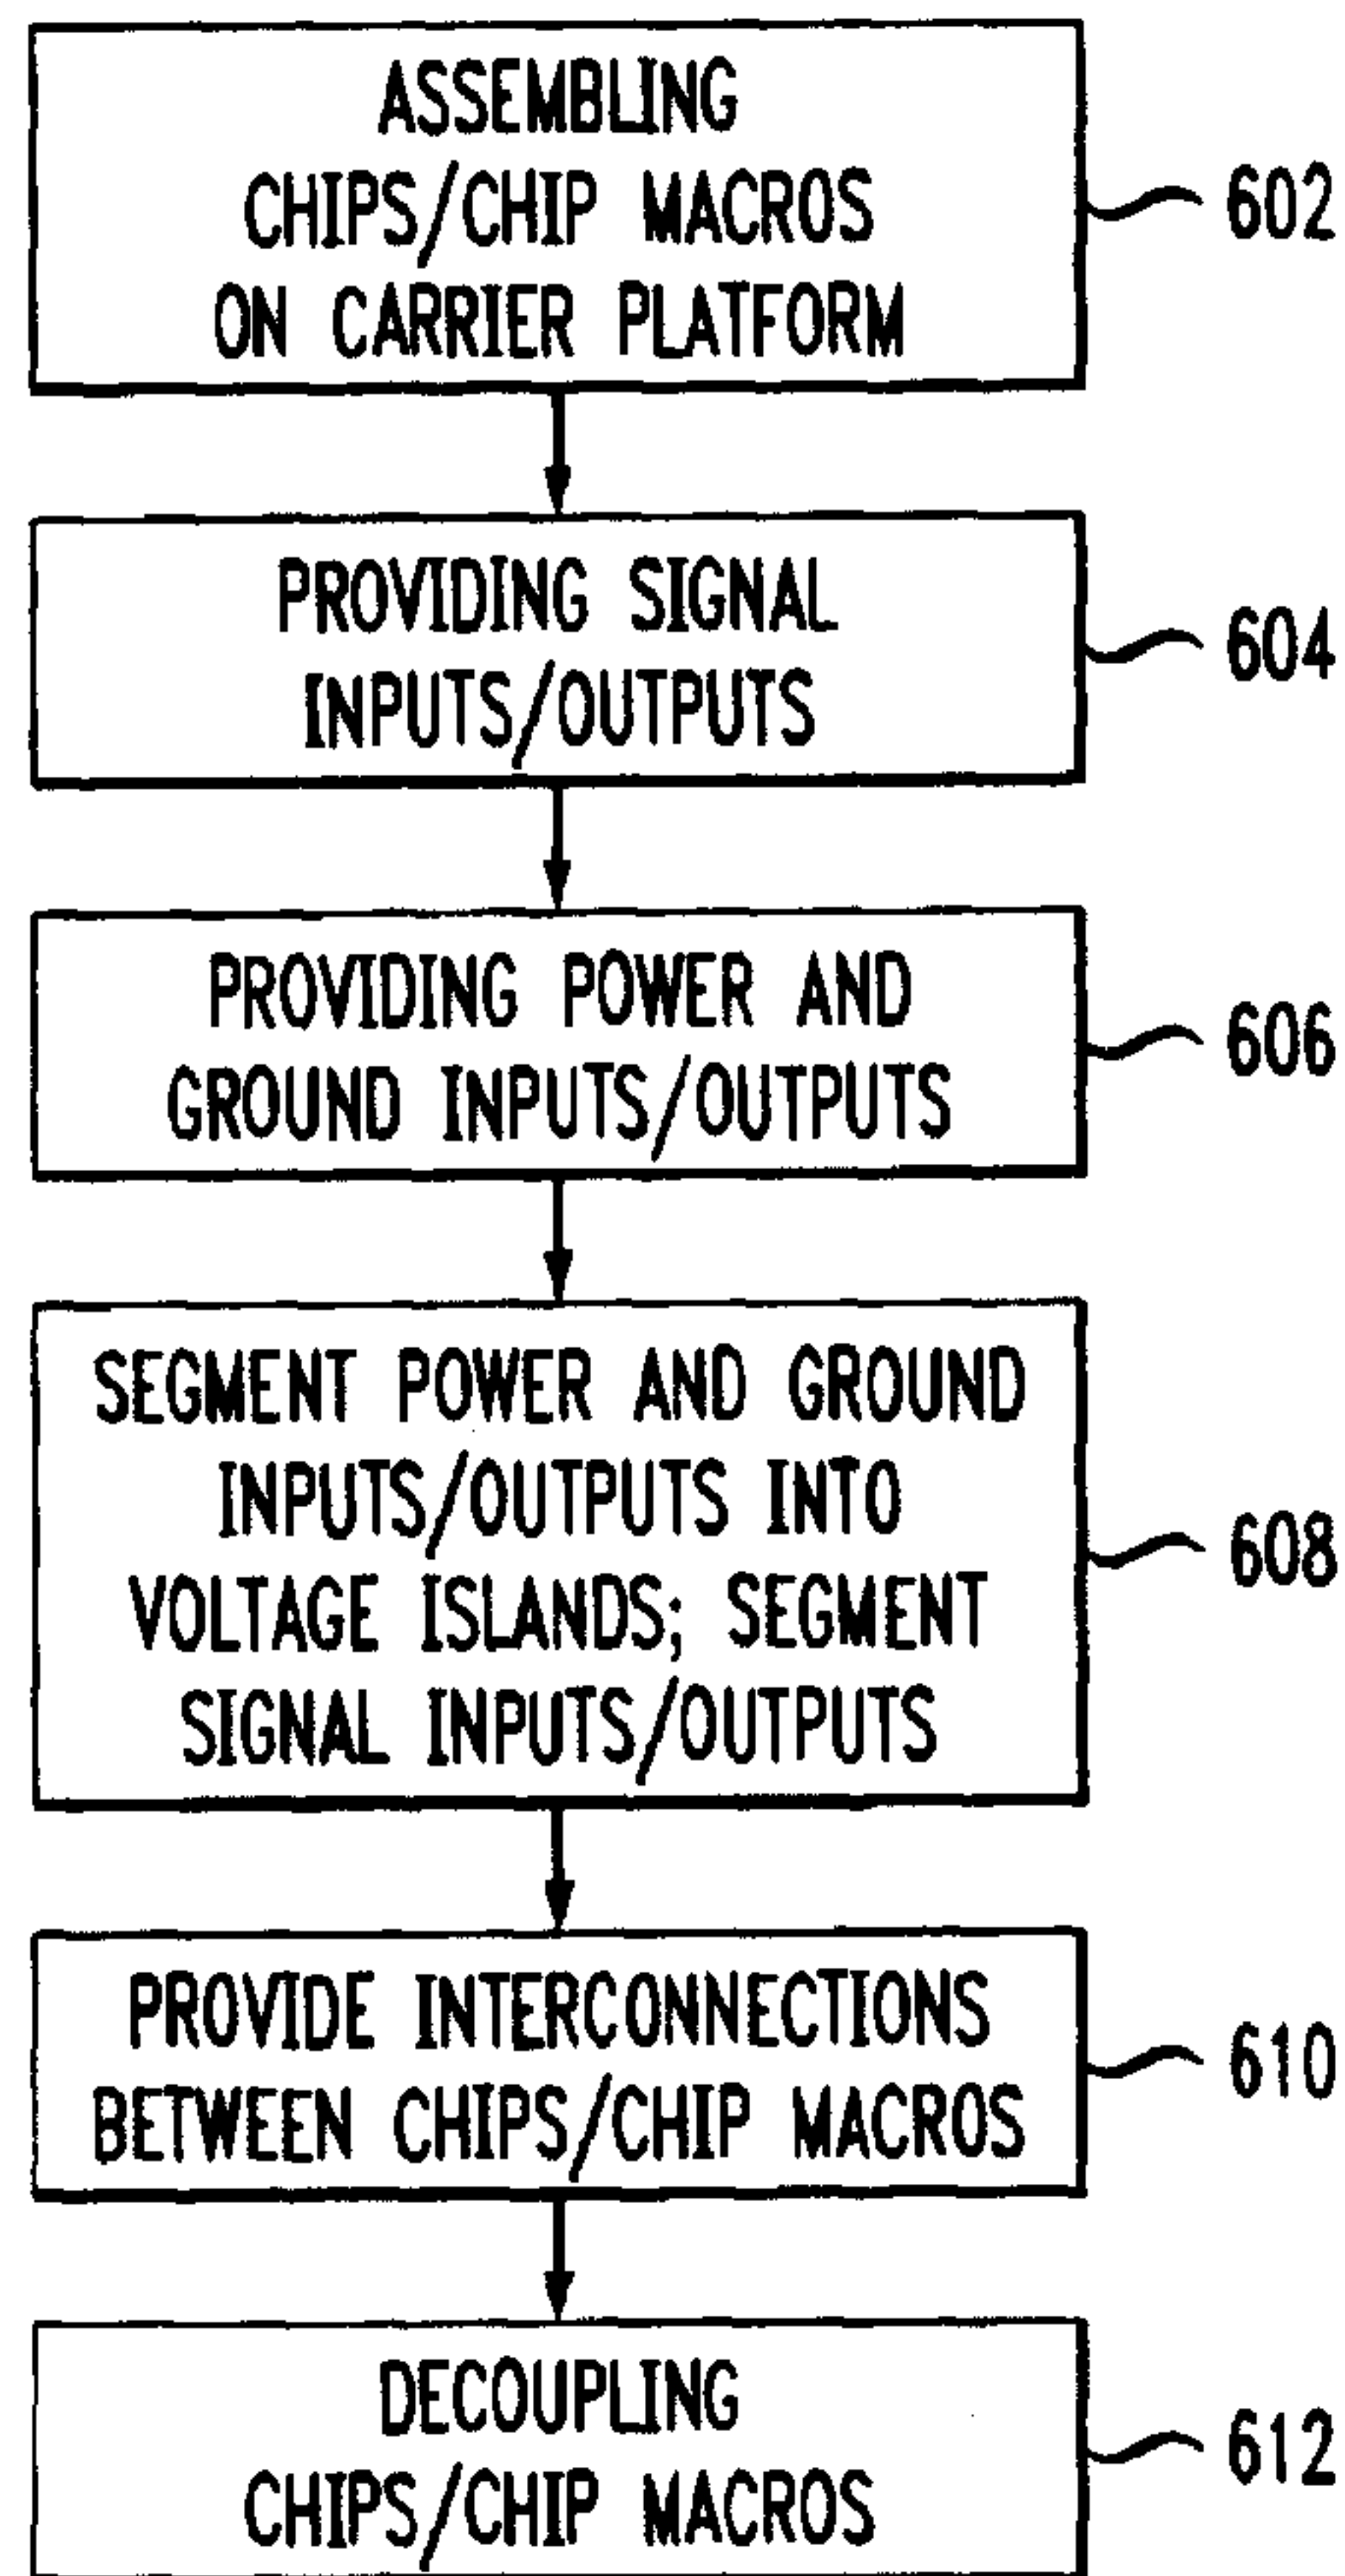 ASSEMBLING
CHIPS/CHIP MACROS
ON CARRIER PLATFORM
602
PROVIDING SIGNAL
INPUTS/OUTPUTS
604
PROVIDING POWER AND
GROUND INPUTS/OUTPUTS
606
SEGMENT POWER AND GROUND
INPUTS/OUTPUTS INTO
VOLTAGE ISLANDS; SEGMENT
SIGNAL INPUTS/OUTPUTS
608
PROVIDE INTERCONNECTIONS
BETWEEN CHIPS/CHIP MACROS
610
DECOUPLING
CHIPS/CHIP MACROS
612